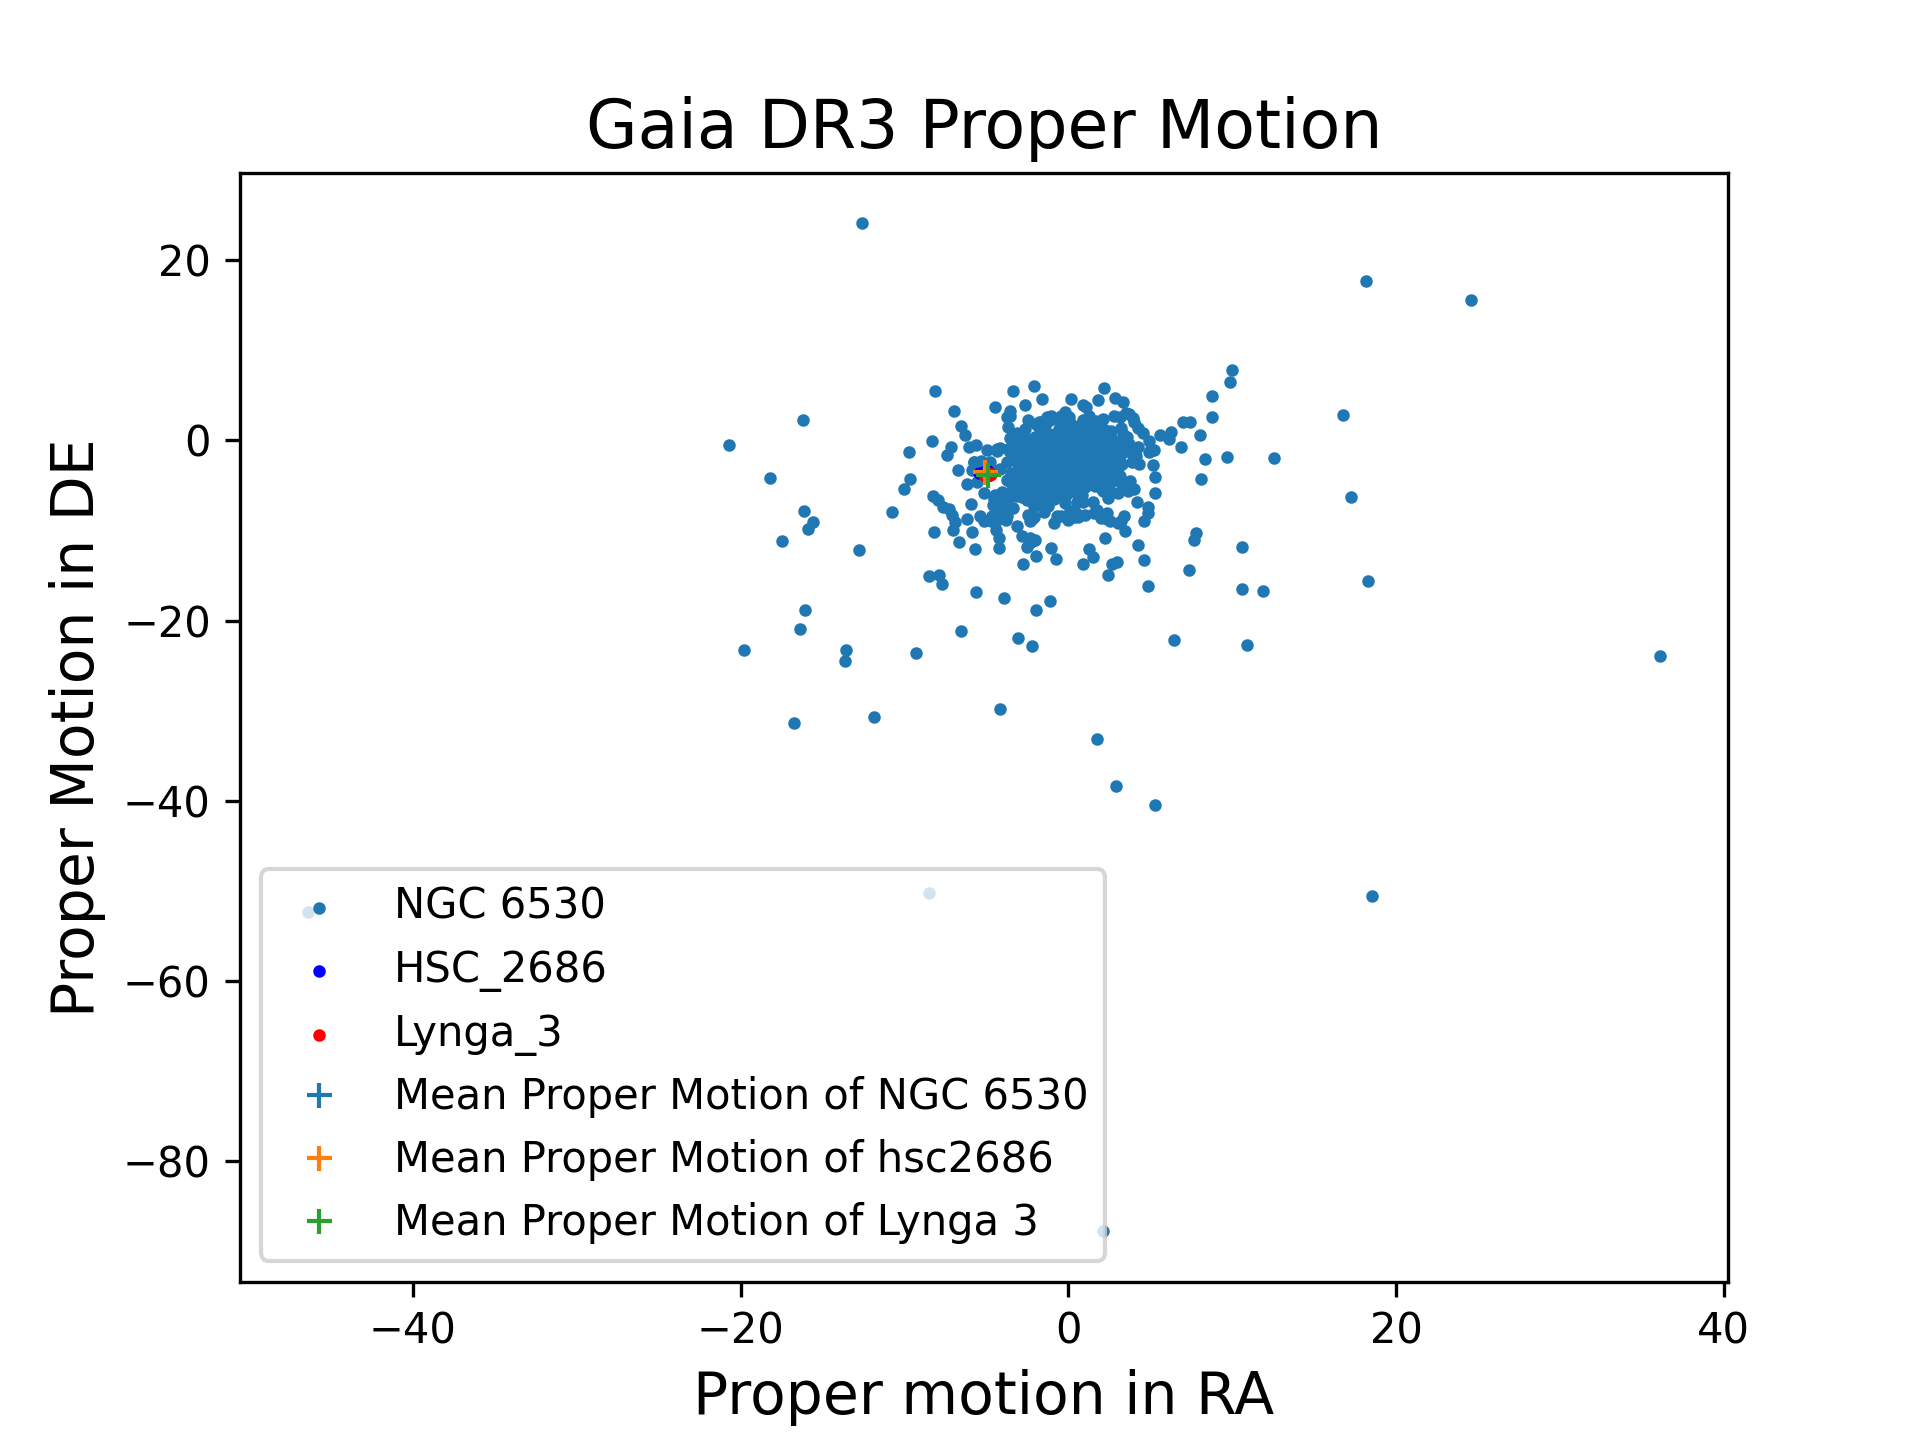 Gaia DR3 Proper Motion
Proper Motion in DE
20
0
−20
−40
−60
−80
NGC 6530
HSC_2686
Lynga_3
Mean Proper Motion of NGC 6530
Mean Proper Motion of hsc2686
Mean Proper Motion of Lynga 3
−40
−20
0
20
40
Proper motion in RA